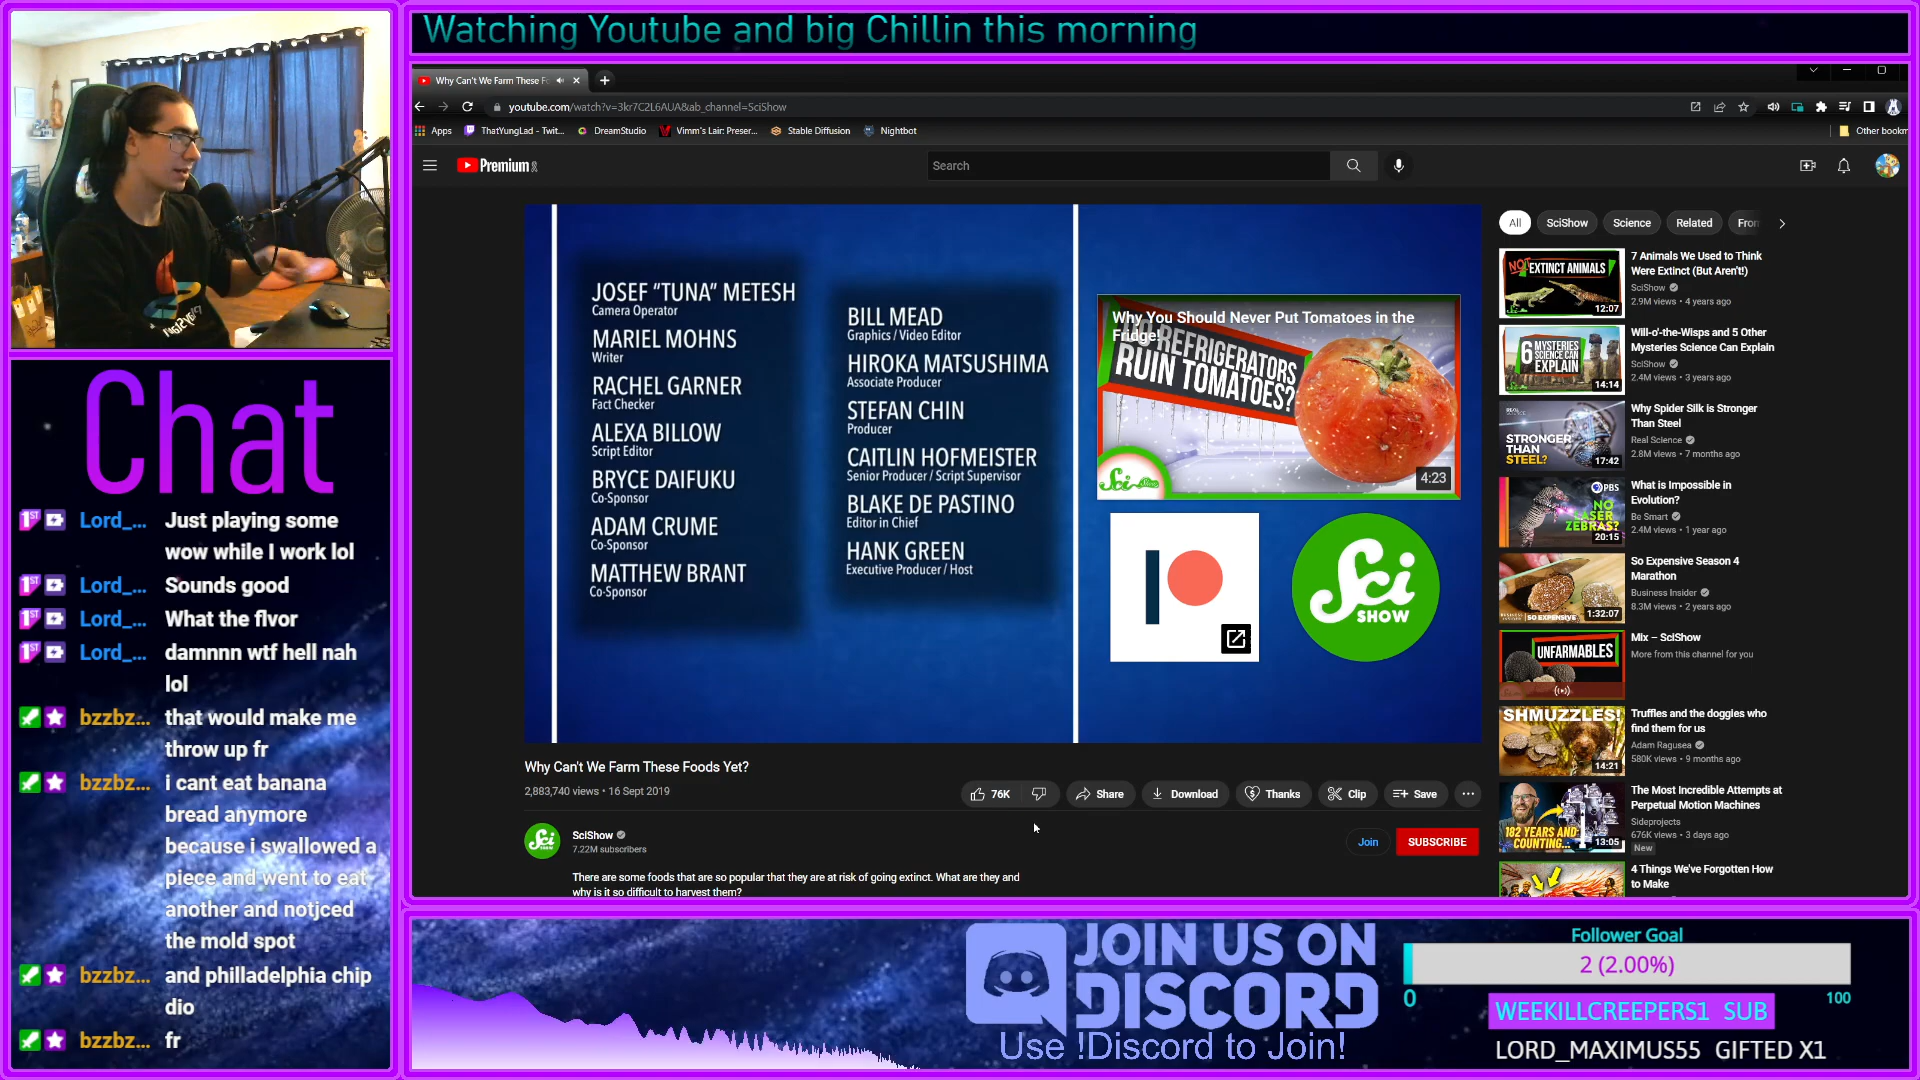 Watching Youtube and big Chillin this morning
Why Can't We Farm These Fo
youtube.com/watch?v=3kr7C2L6AUA&ab_channel=SciShow
Apps
ThatYungLad - Twit...
DreamStudio
Vimm's Lair: Preser...
Stable Diffusion
Nightbot
Other bookm
Premium
Search
All
SciShow
Science
Related
Fron
JOSEF “TUNA” METESH
Camera Operator
MARIEL MOHNS
Writer
RACHEL GARNER
Fact Checker
ALEXA BILLOW
Script Editor
BRYCE DAIFUKU
Co-Sponsor
ADAM CRUME
Co-Sponsor
MATTHEW BRANT
Co-Sponsor
BILL MEAD
Graphics / Video Editor
HIROKA MATSUSHIMA
Associate Producer
STEFAN CHIN
Producer
CAITLIN HOFMEISTER
Senior Producer / Script Supervisor
BLAKE DE PASTINO
Editor in Chief
HANK GREEN
Executive Producer / Host
Why You Should Never Put Tomatoes in the
Fridge!
DO REFRIGERATORS
RUIN TOMATOES?
4:23
Sci
SHOW
NOT EXTINCT ANIMALS
12:07
7 Animals We Used to Think
Were Extinct (But Aren't!)
SciShow
2.9M views • 4 years ago
6 MYSTERIES
SCIENCE CAN
EXPLAIN
14:14
Will-o'-the-Wisps and 5 Other
Mysteries Science Can Explain
SciShow
2.4M views • 3 years ago
STRONGER
THAN
STEEL?
17:42
Why Spider Silk is Stronger
Than Steel
Real Science
2.8M views • 7 months ago
PBS
NO
LASER
ZEBRAS?
20:15
What is Impossible in
Evolution?
Be Smart
2.4M views • 1 year ago
SO EXPENSIVE
1:32:07
So Expensive Season 4
Marathon
Business Insider
8.3M views • 2 years ago
UNFARMABLES
Mix – SciShow
More from this channel for you
SHMUZZLES!
14:21
Truffles and the doggies who
find them for us
Adam Ragusea
580K views • 9 months ago
182 YEARS AND
COUNTING...
13:05
The Most Incredible Attempts at
Perpetual Motion Machines
Sideprojects
676K views • 3 days ago
New
4 Things We've Forgotten How
to Make
Why Can't We Farm These Foods Yet?
2,883,740 views • 16 Sept 2019
76K
Share
Download
Thanks
Clip
Save
SciShow
7.22M subscribers
Join
SUBSCRIBE
There are some foods that are so popular that they are at risk of going extinct. What are they and
why is it so difficult to harvest them?
Chat
Lord_... Just playing some
wow while I work lol
Lord_... Sounds good
Lord_... What the flvor
Lord_... damnnn wtf hell nah
lol
bzzbz... that would make me
throw up fr
bzzbz... i cant eat banana
bread anymore
because i swallowed a
piece and went to eat
another and notjced
the mold spot
bzzbz... and philladelphia chip
dio
bzzbz... fr
JOIN US ON
DISCORD
Use !Discord to Join!
Follower Goal
2 (2.00%)
0
100
WEEKILLCREEPERS1 SUB
LORD_MAXIMUS55 GIFTED X1